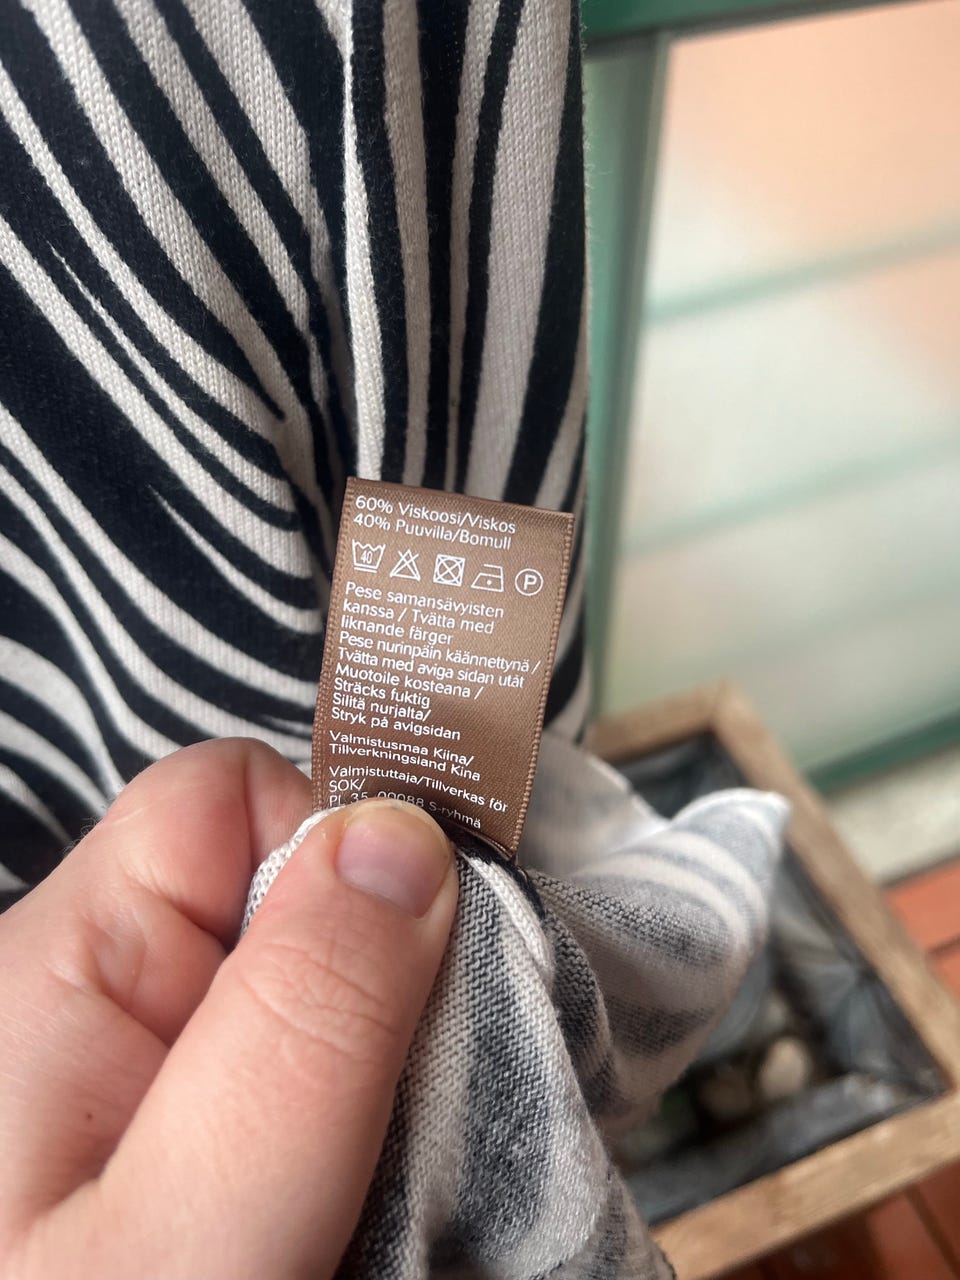 60% Viskoosi/Viskos
40% Puuvilla/Bomull
40 P
Pese samansävyisten
kanssa / Tvätta med
liknande färger
Pese nurinpäin käännettynä /
Tvätta med aviga sidan utåt
Muotoile kosteana /
Sträcks fuktig
Silitä nurjalta/
Stryk på avigsidan
Valmistusmaa Kiina/
Tillverkningsland Kina
Valmistuttaja/Tillverkas för
SOK/
PL 35, 00088 S-ryhmä